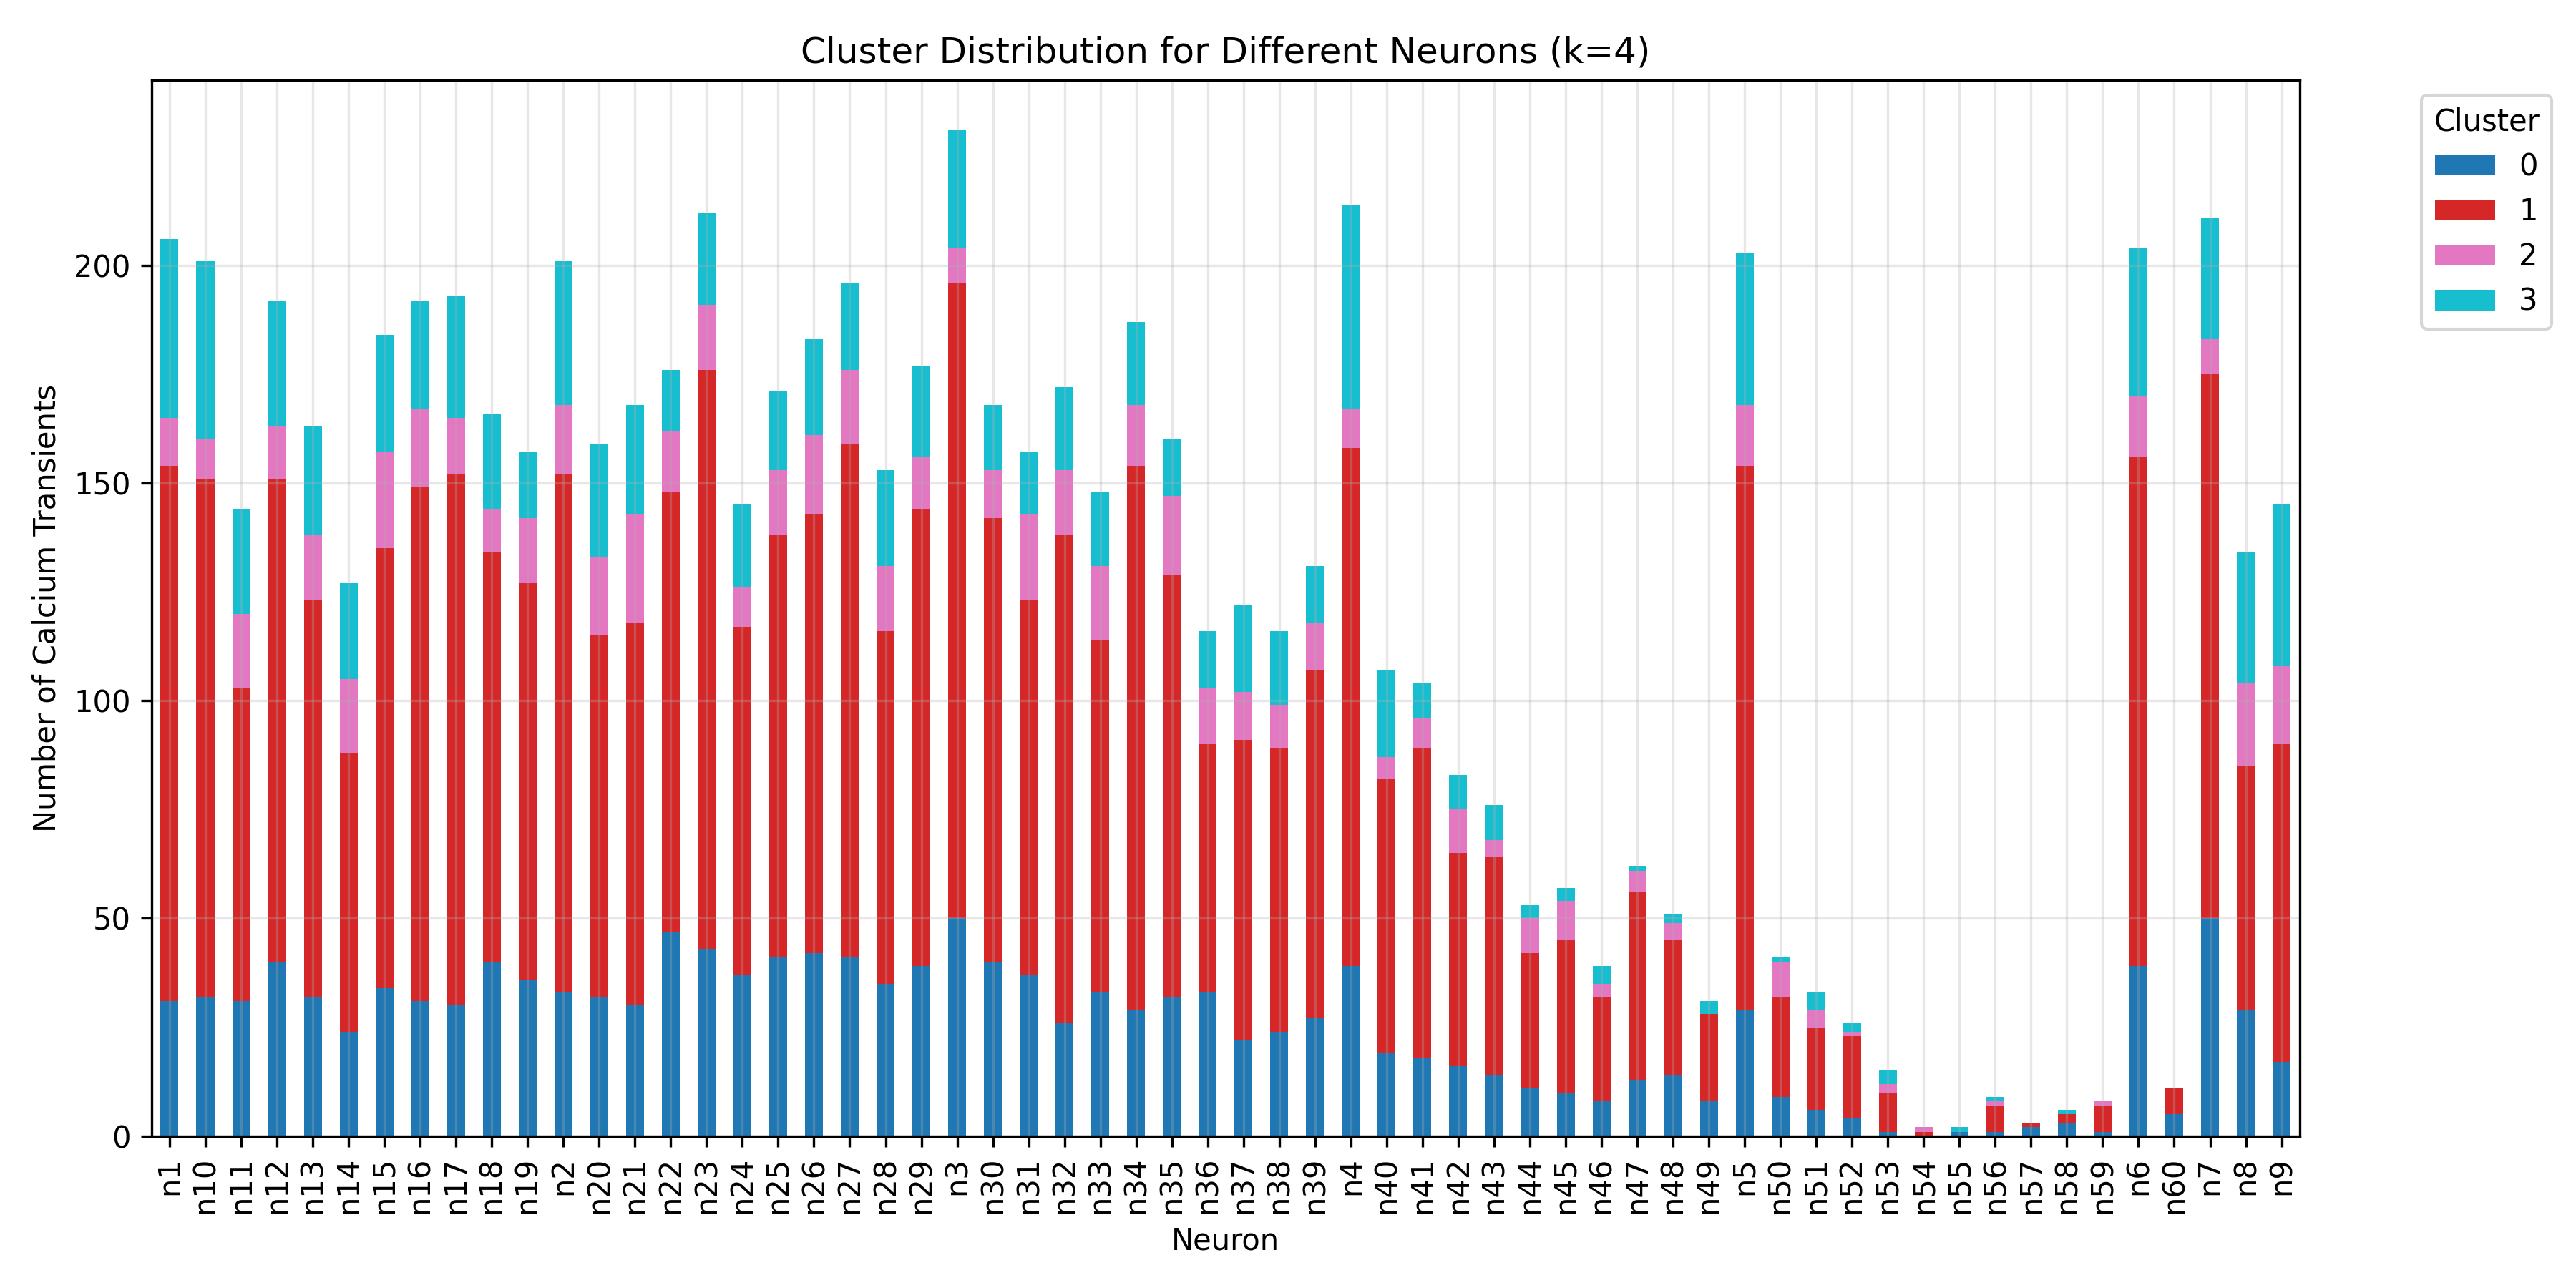 Cluster Distribution for Different Neurons (k=4)
Cluster
0
1
2
3
Number of Calcium Transients
200
150
100
50
0
n1 n10 n11 n12 n13 n14 n15 n16 n17 n18 n19 n2 n20 n21 n22 n23 n24 n25 n26 n27 n28 n29 n3 n30 n31 n32 n33 n34 n35 n36 n37 n38 n39 n4 n40 n41 n42 n43 n44 n45 n46 n47 n48 n49 n5 n50 n51 n52 n53 n54 n55 n56 n57 n58 n59 n6 n60 n7 n8 n9
Neuron